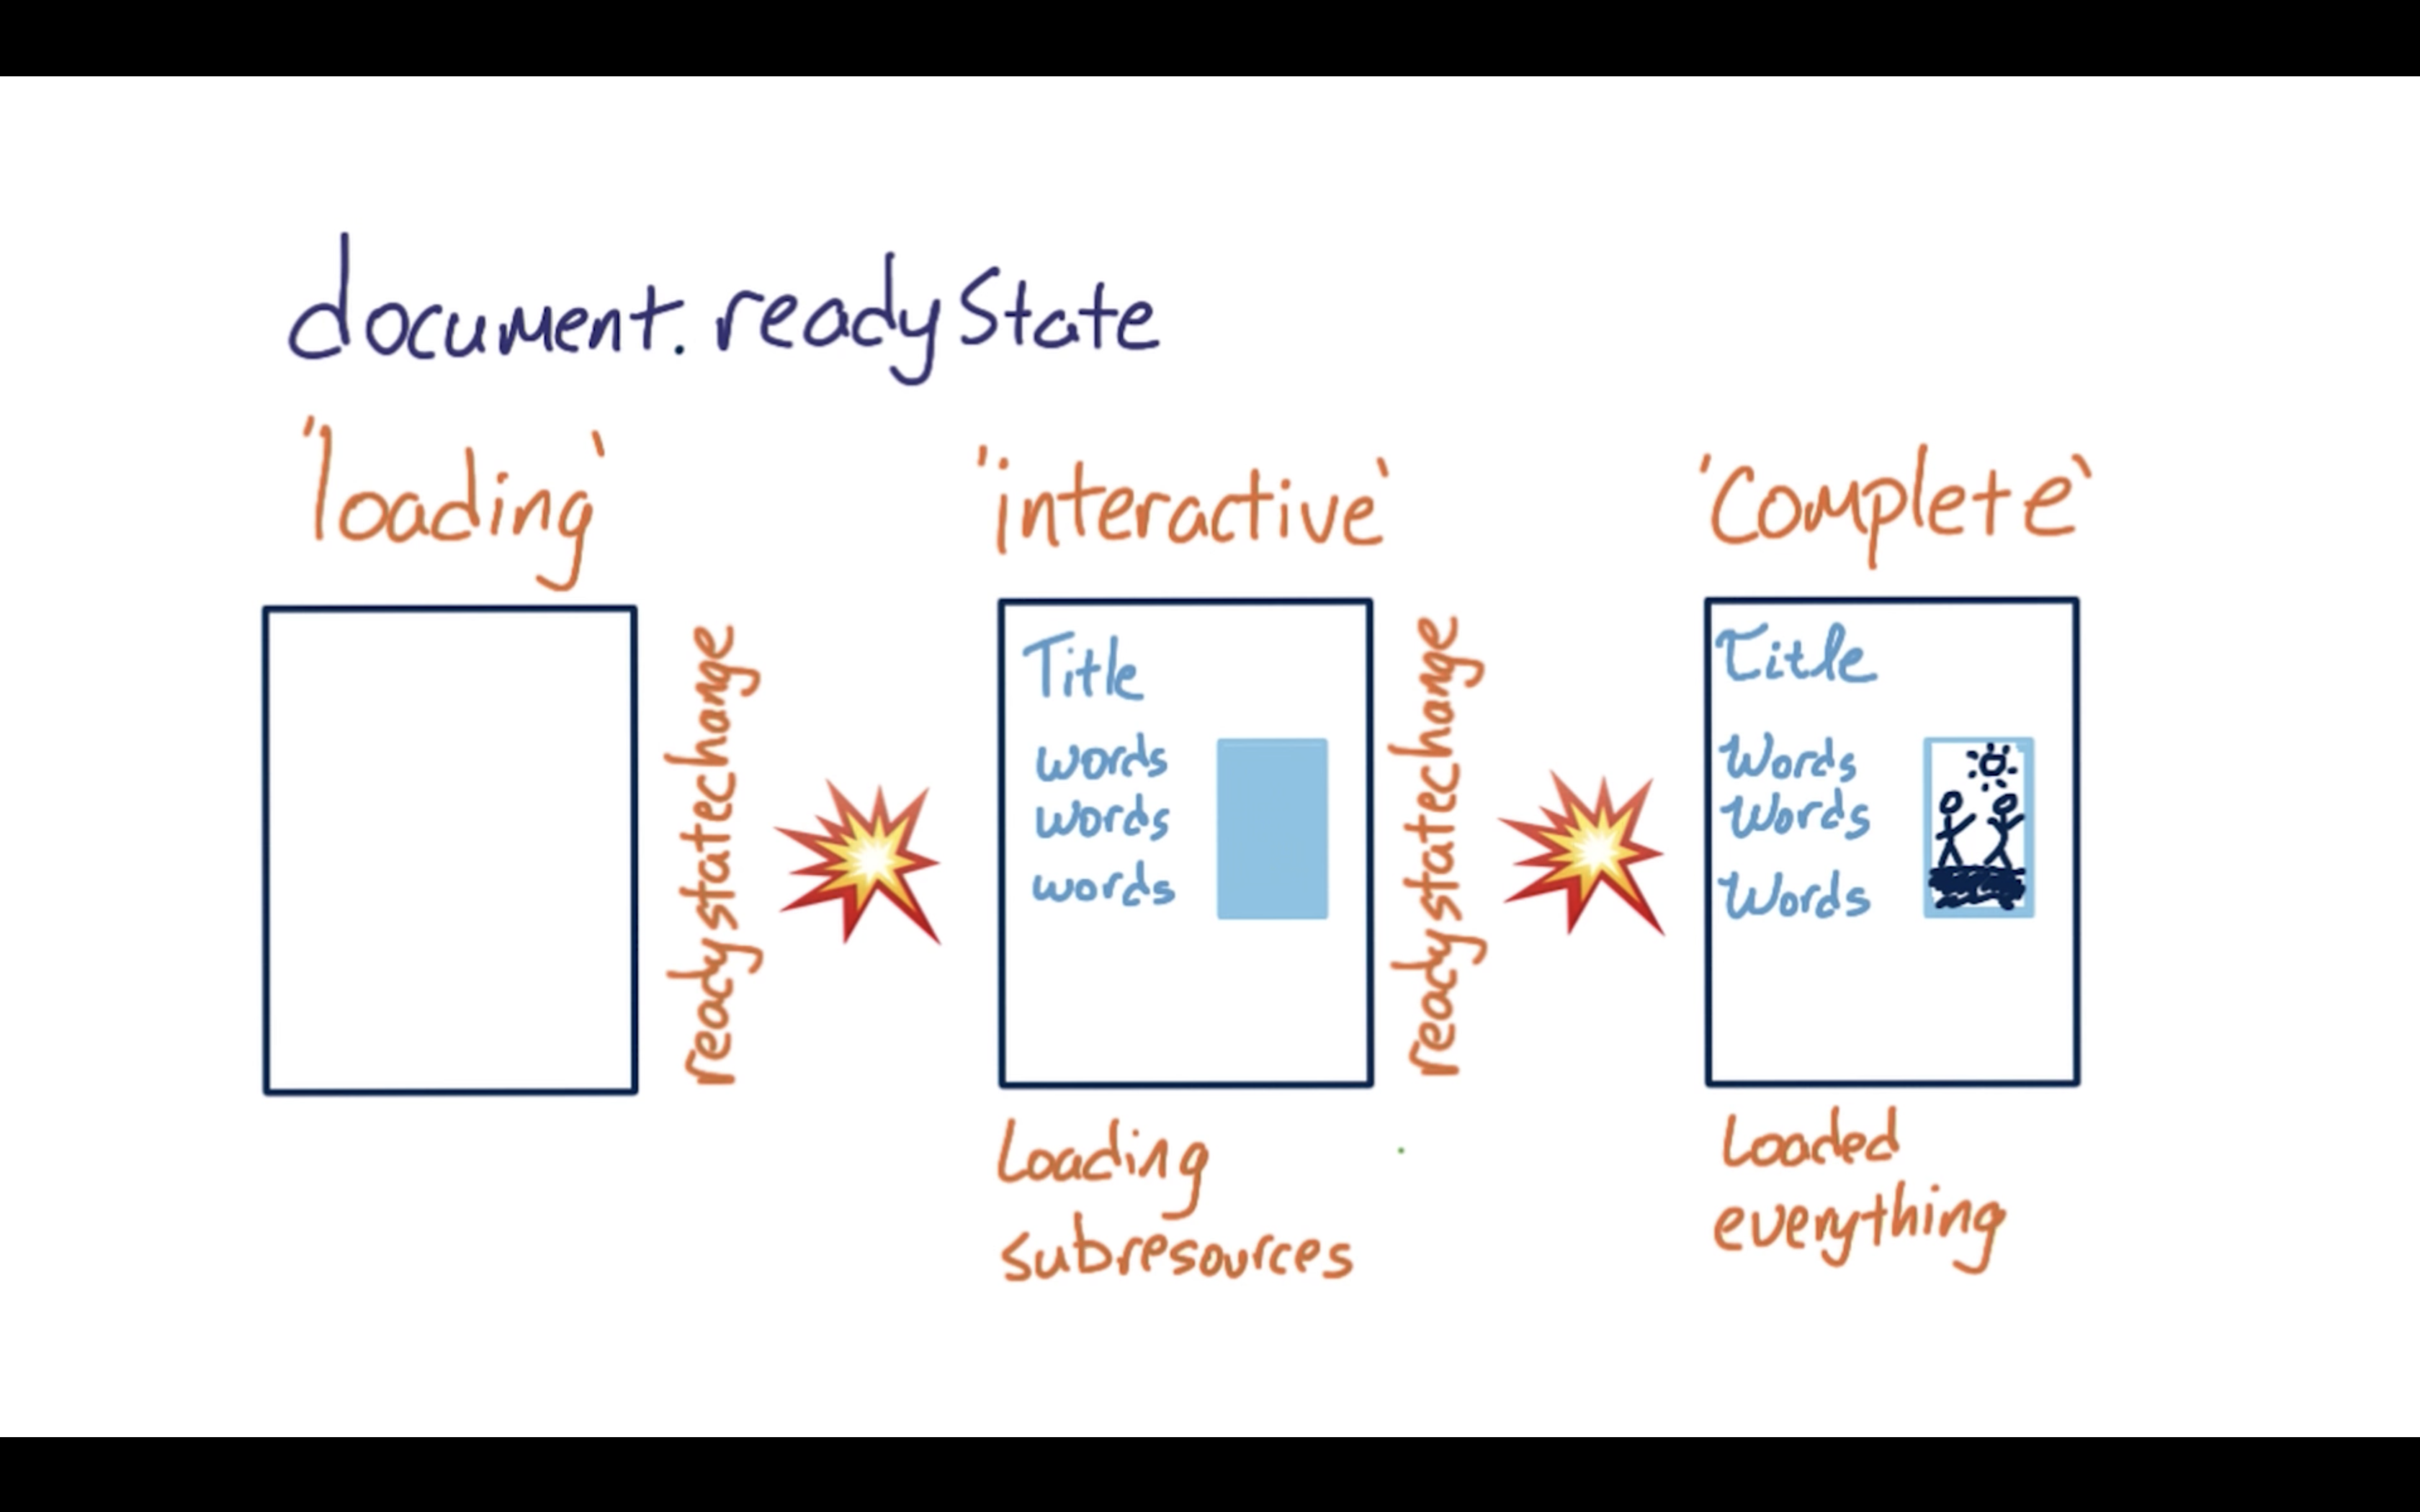 document.readyState
'loading'
'interactive'
'complete'
readystatechange
Title
words
words
words
readystatechange
Title
Words
Words
Words
Loading
subresources
Loaded
everything